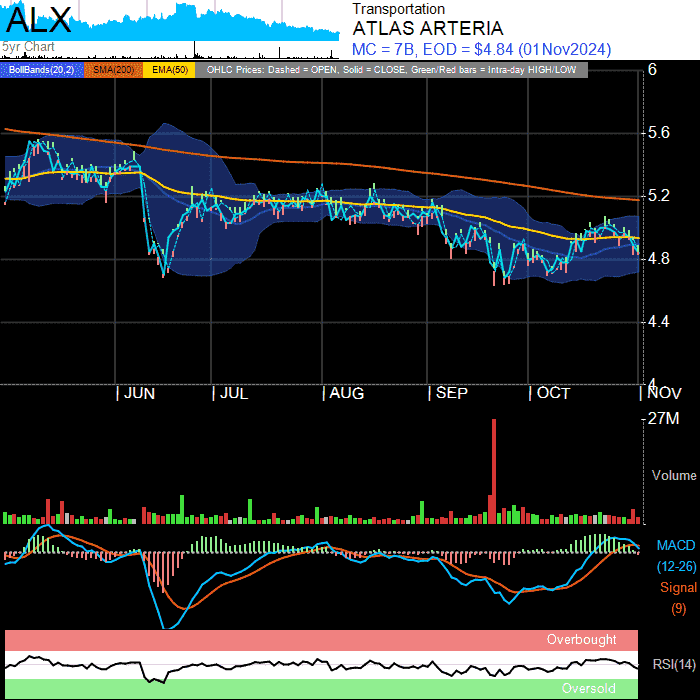 ALX
5yr Chart
Transportation
ATLAS ARTERIA
MC = 7B, EOD = $4.84 (01Nov2024)
BollBands(20,2) SMA(200) EMA(50) OHLC Prices: Dashed = OPEN, Solid = CLOSE, Green/Red bars = Intra-day HIGH/LOW
6
5.6
5.2
4.8
4.4
4
| JUN | JUL | AUG | SEP | OCT | NOV
27M
Volume
MACD
(12-26)
Signal
(9)
Overbought
RSI(14)
Oversold